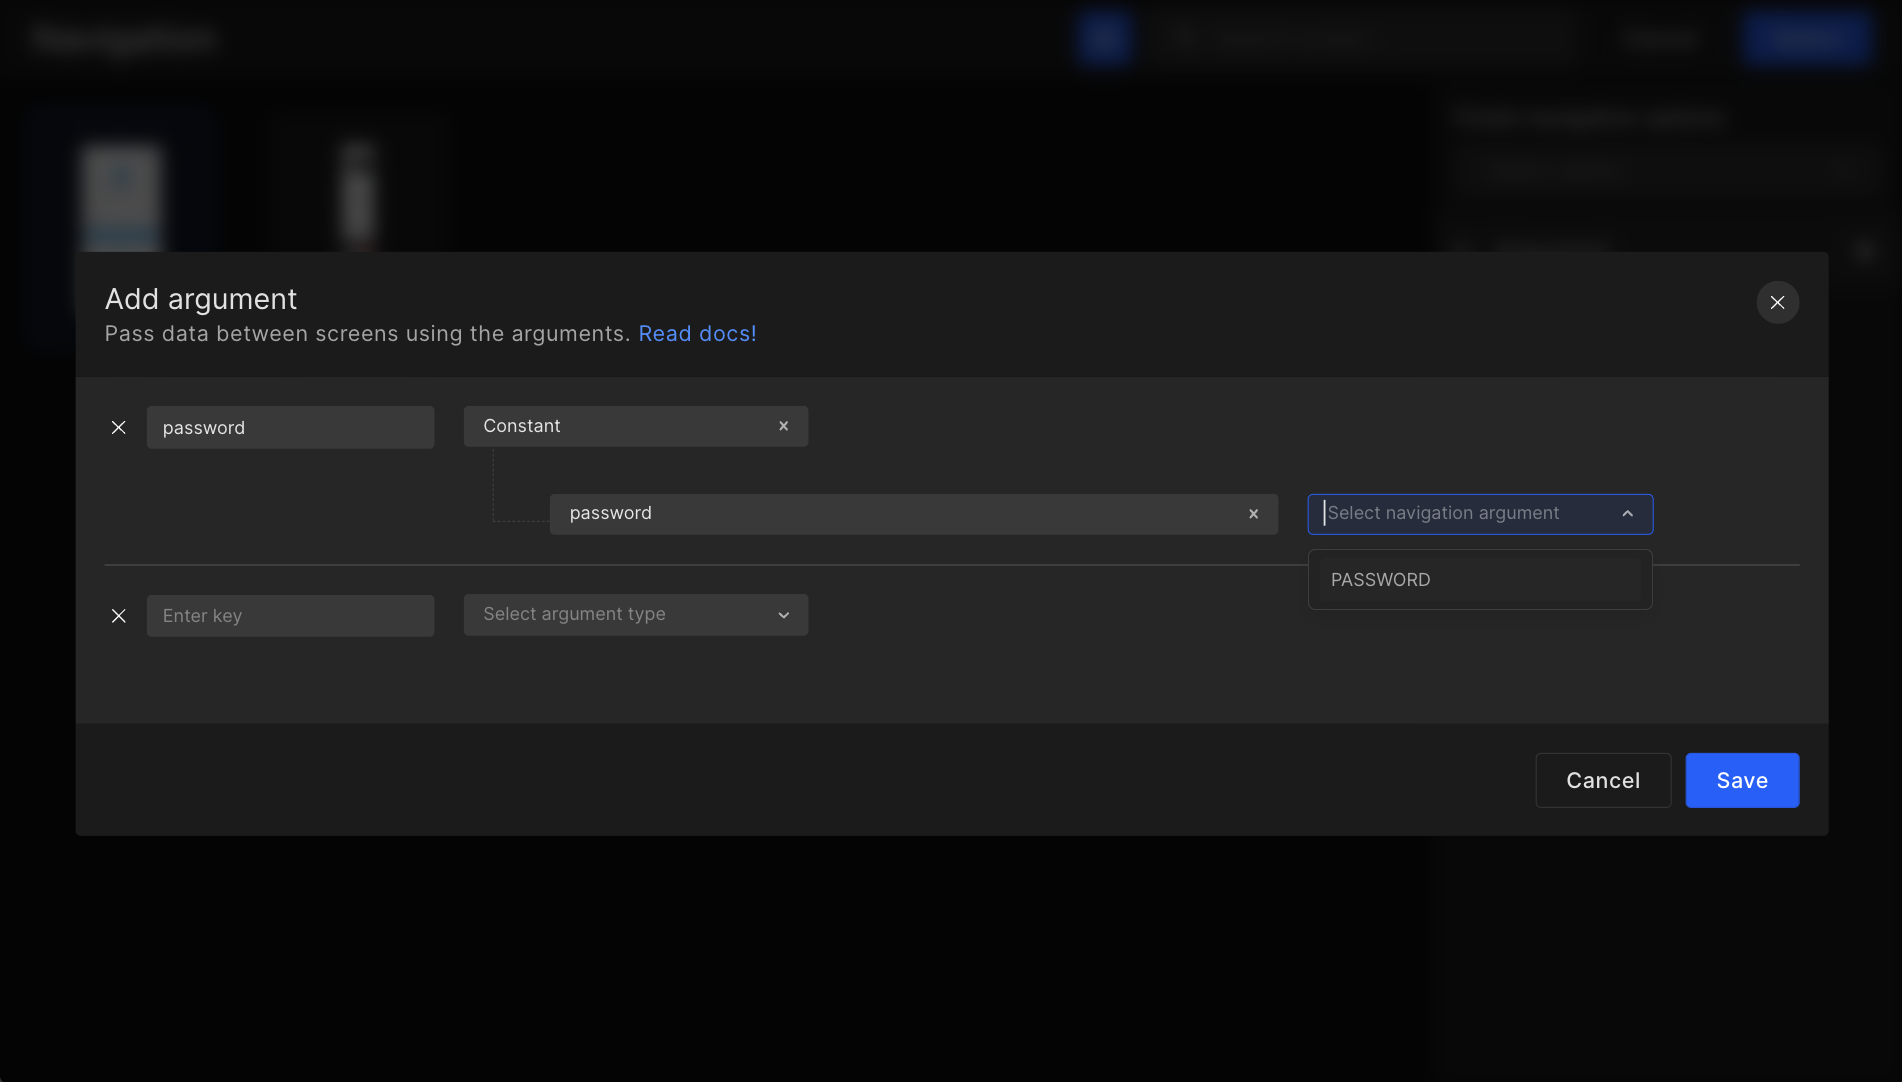 Navigation
Add argument
Pass data between screens using the arguments. Read docs!
password
Constant
password
Select navigation argument
PASSWORD
Enter key
Select argument type
Cancel
Save